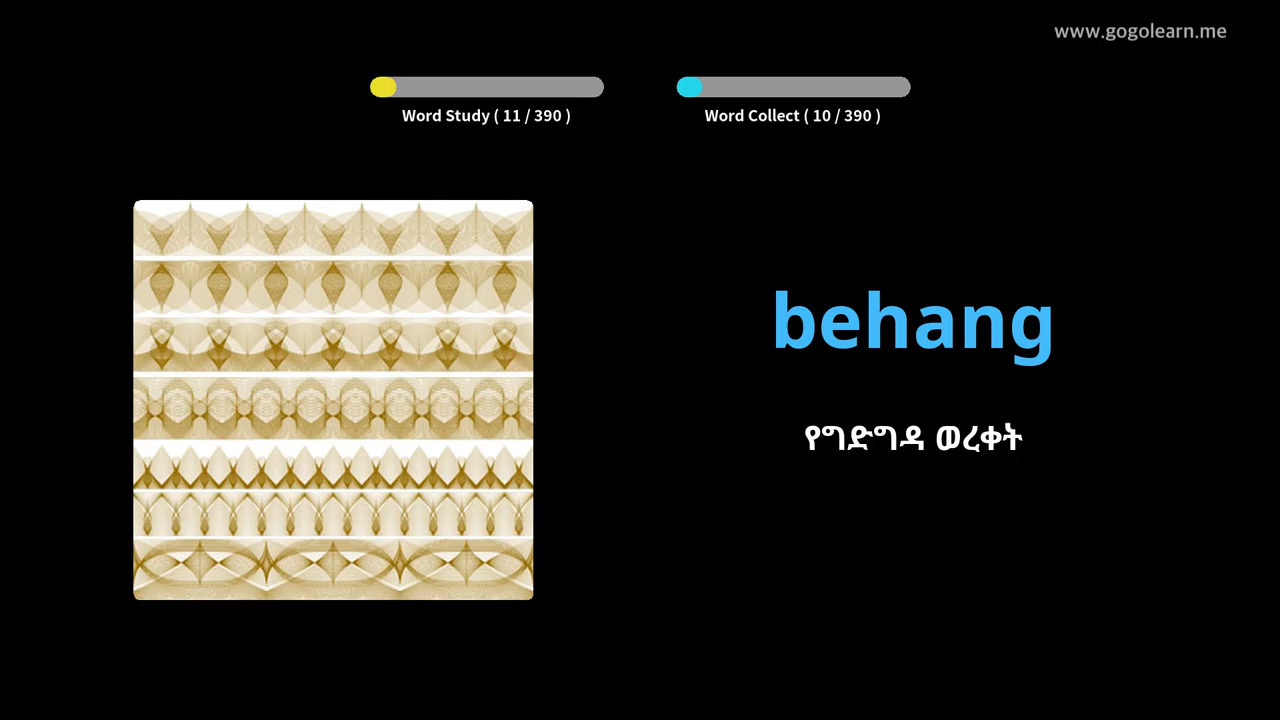 www.gogolearn.me
Word Study ( 11 / 390 )
Word Collect ( 10 / 390 )
behang
የግድግዳ ወረቀት